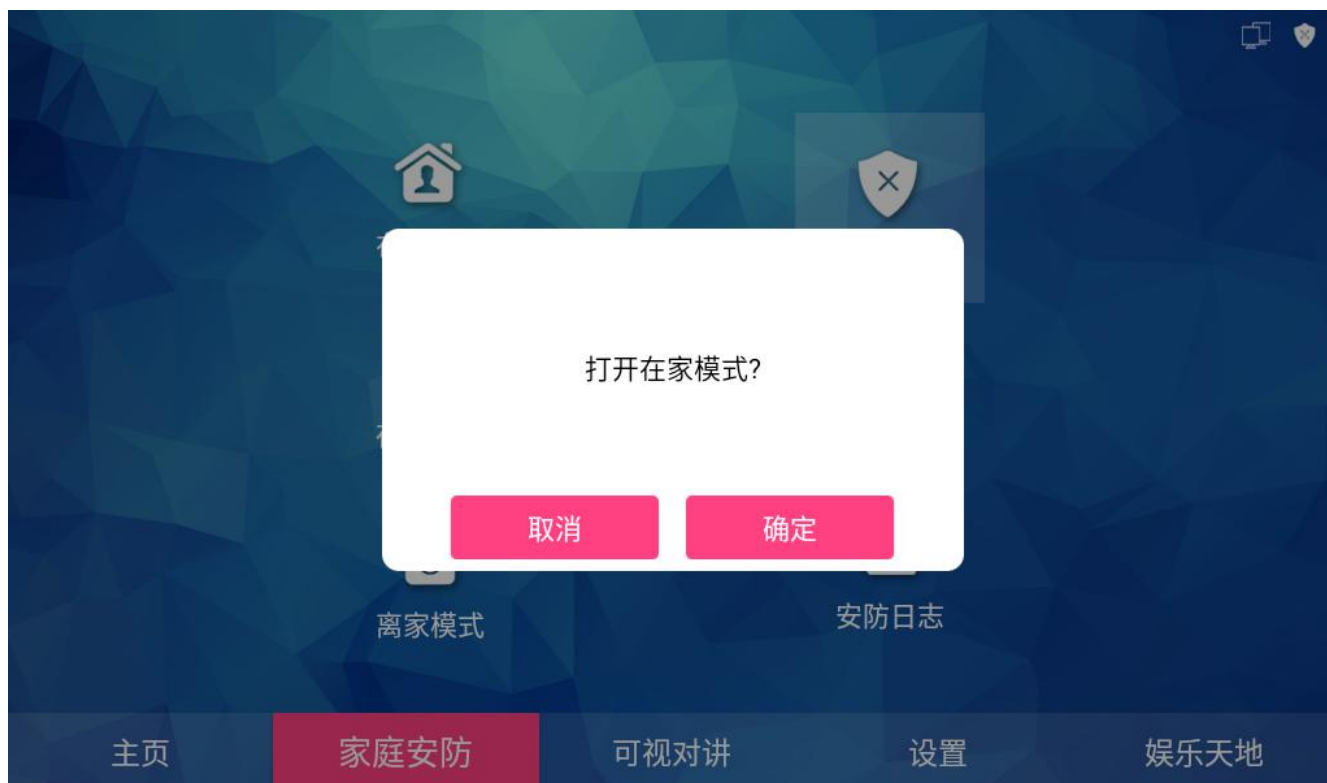 打开在家模式?
取消
确定
离家模式
安防日志
主页
家庭安防
可视对讲
设置
娱乐天地